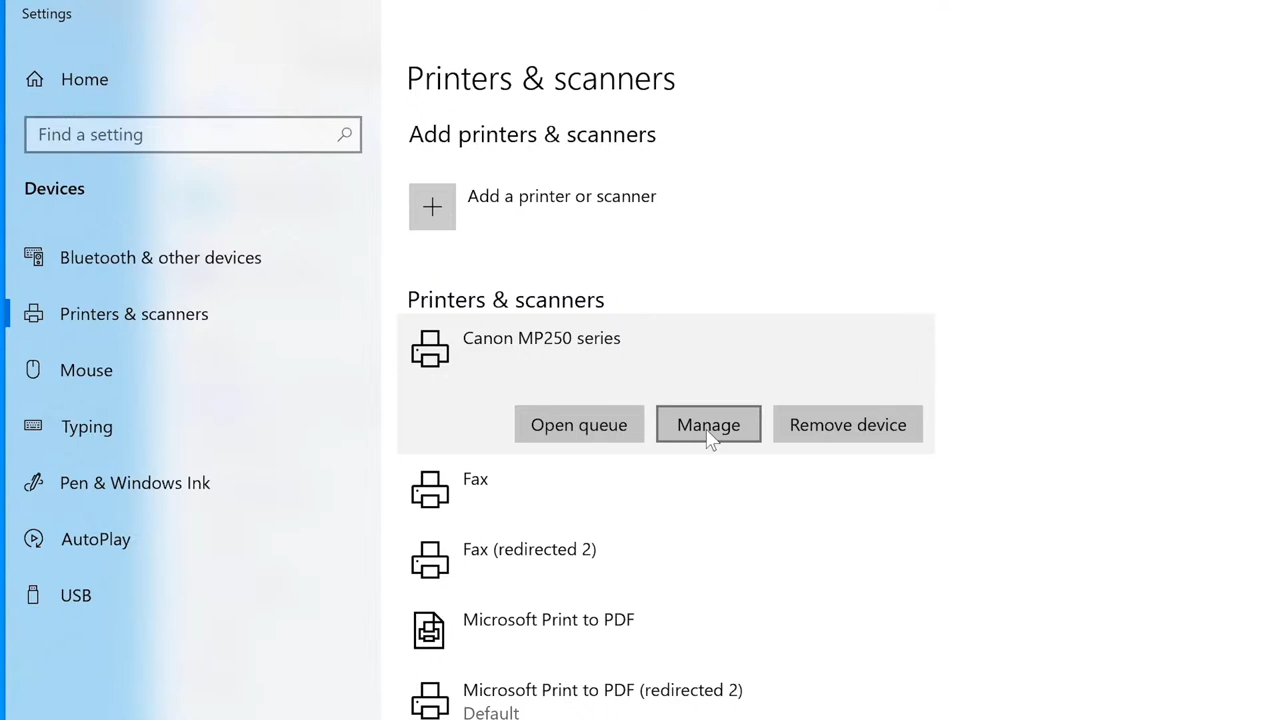 Settings
Home
Find a setting
Devices
Bluetooth & other devices
Printers & scanners
Mouse
Typing
Pen & Windows Ink
AutoPlay
USB
Printers & scanners
Add printers & scanners
Add a printer or scanner
Printers & scanners
Canon MP250 series
Open queue
Manage
Remove device
Fax
Fax (redirected 2)
Microsoft Print to PDF
Microsoft Print to PDF (redirected 2)
Default